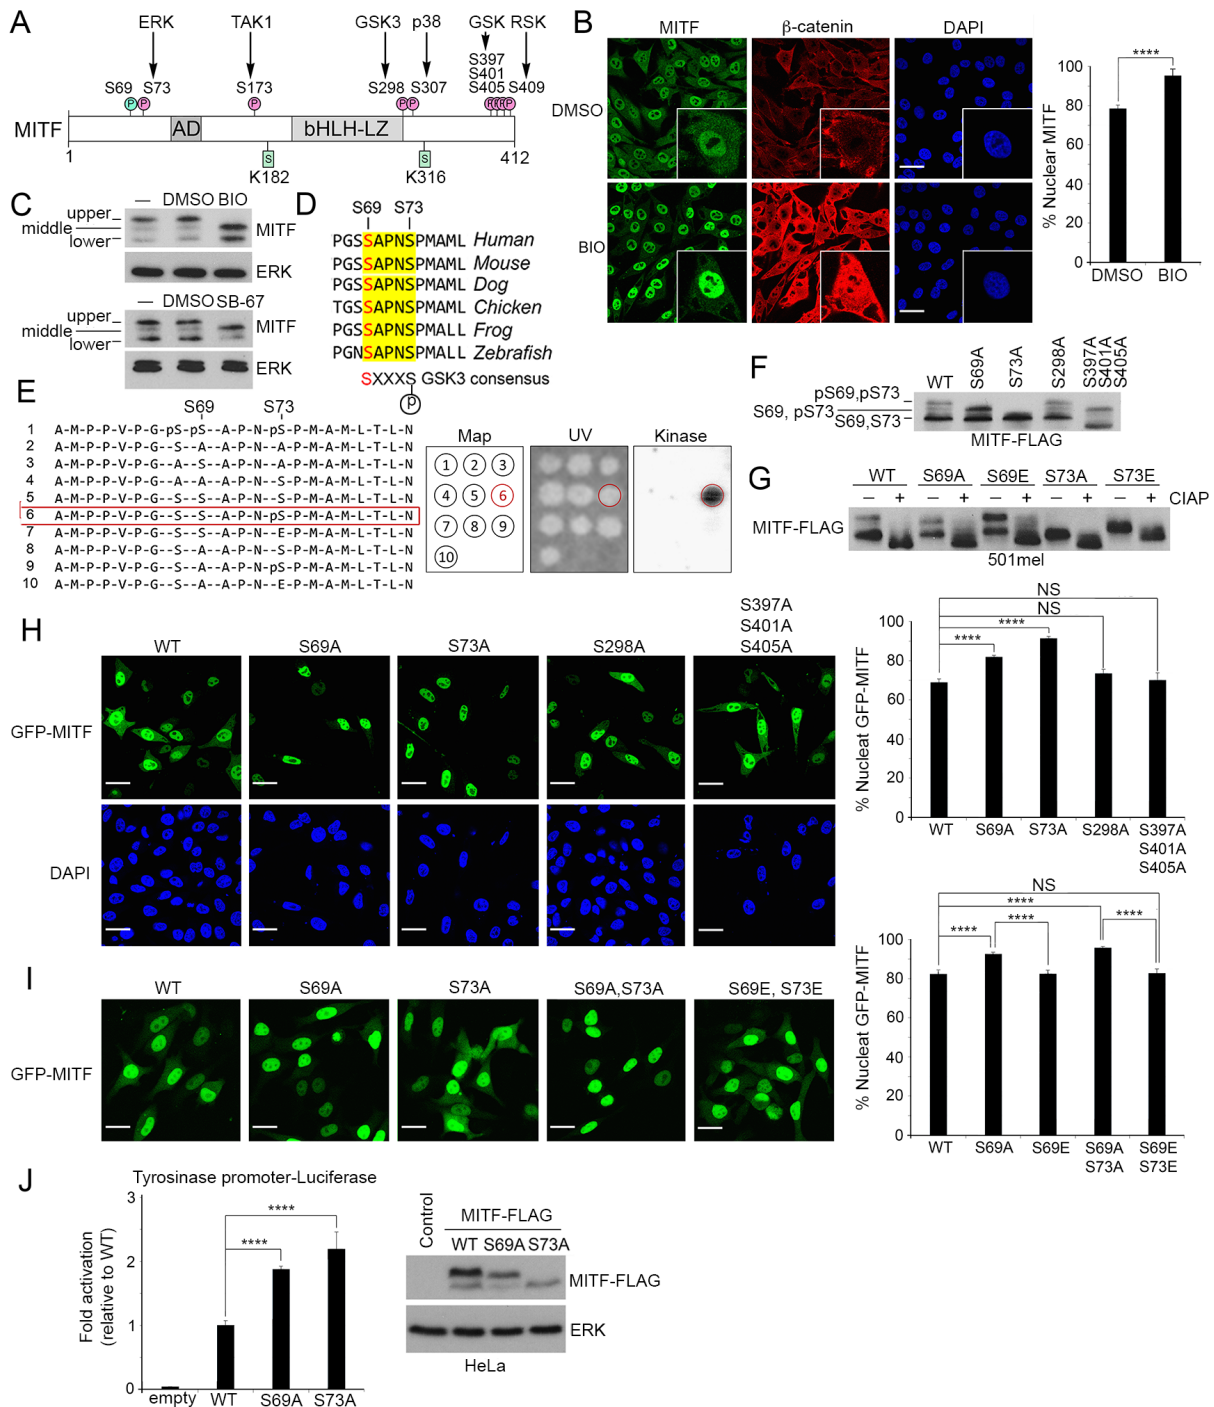 A
ERK TAK1 GSK3 p38 GSK RSK
S397
S401
S69 S73 S173 S298 S307 S405 S409
P P P P P P P P P
MITF AD bHLH-LZ
1 S S 412
K182 K316
B
MITF β-catenin DAPI
DMSO
BIO
% Nuclear MITF
****
100
80
60
40
20
0
DMSO BIO
C
– DMSO BIO
upper
middle
lower
MITF
ERK
– DMSO SB-67
upper
middle
lower
MITF
ERK
D
S69 S73
PGSSAPNSPMAML Human
PGSSAPNSPMAML Mouse
PGSSAPNSPMAML Dog
TGSSAPNSPMAML Chicken
PGSSAPNSPMALL Frog
PGNSAPNSPMALL Zebrafish
SXXXS GSK3 consensus
p
E
S69 S73
1 A-M-P-P-V-P-G-pS-pS-A-P-N-pS-P-M-A-M-L-T-L-N
2 A-M-P-P-V-P-G--S--S--A-P-N--S-P-M-A-M-L-T-L-N
3 A-M-P-P-V-P-G--A--S--A-P-N--S-P-M-A-M-L-T-L-N
4 A-M-P-P-V-P-G--S--A--A-P-N--S-P-M-A-M-L-T-L-N
5 A-M-P-P-V-P-G--S--S--A-P-N--A-P-M-A-M-L-T-L-N
6 A-M-P-P-V-P-G--S--S--A-P-N-pS-P-M-A-M-L-T-L-N
7 A-M-P-P-V-P-G--S--S--A-P-N--E-P-M-A-M-L-T-L-N
8 A-M-P-P-V-P-G--S--A--A-P-N--A-P-M-A-M-L-T-L-N
9 A-M-P-P-V-P-G--S--A--A-P-N-pS-P-M-A-M-L-T-L-N
10 A-M-P-P-V-P-G--S--A--A-P-N--E-P-M-A-M-L-T-L-N
Map UV Kinase
1 2 3
4 5 6
7 8 9
10
F
WT S69A S73A S298A S397A S401A S405A
pS69,pS73
S69, pS73
S69,S73
MITF-FLAG
G
WT S69A S69E S73A S73E
– + – + – + – + – + CIAP
MITF-FLAG
501mel
H
S397A
S401A
WT S69A S73A S298A S405A
GFP-MITF
DAPI
% Nucleat GFP-MITF
NS
NS
****
****
100
80
60
40
20
0
WT S69A S73A S298A S397A
S401A
S405A
I
WT S69A S73A S69A,S73A S69E, S73E
GFP-MITF
% Nucleat GFP-MITF
NS
****
**** **** ****
100
80
60
40
20
0
WT S69A S69E S69A S69E
S73A S73E
J
Tyrosinase promoter-Luciferase
Fold activation
(relative to WT)
****
****
3
2
1
0
empty WT S69A S73A
Control
MITF-FLAG
WT S69A S73A
MITF-FLAG
ERK
HeLa